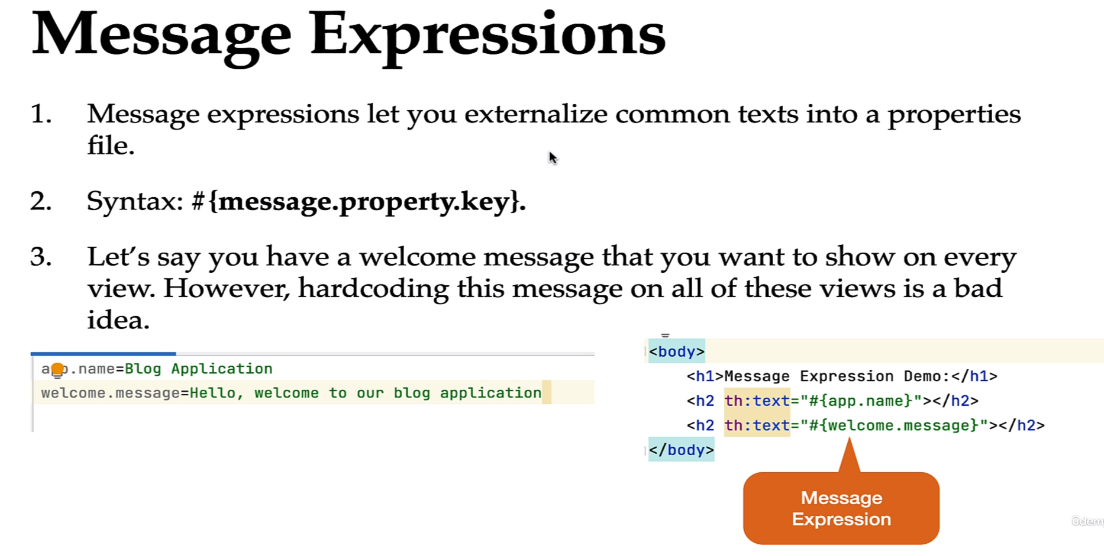 Message Expressions
1. Message expressions let you externalize common texts into a properties
file.
2. Syntax: #{message.property.key}.
3. Let's say you have a welcome message that you want to show on every
view. However, hardcoding this message on all of these views is a bad
idea.
.name=Blog Application
welcome.message=Hello, welcome to our blog application
<body>
<h1>Message Expression Demo:</h1>
<h2 th:text="#{app.name}"></h2>
<h2 th:text="#{welcome.message}"></h2>
</body>
Message
Expression